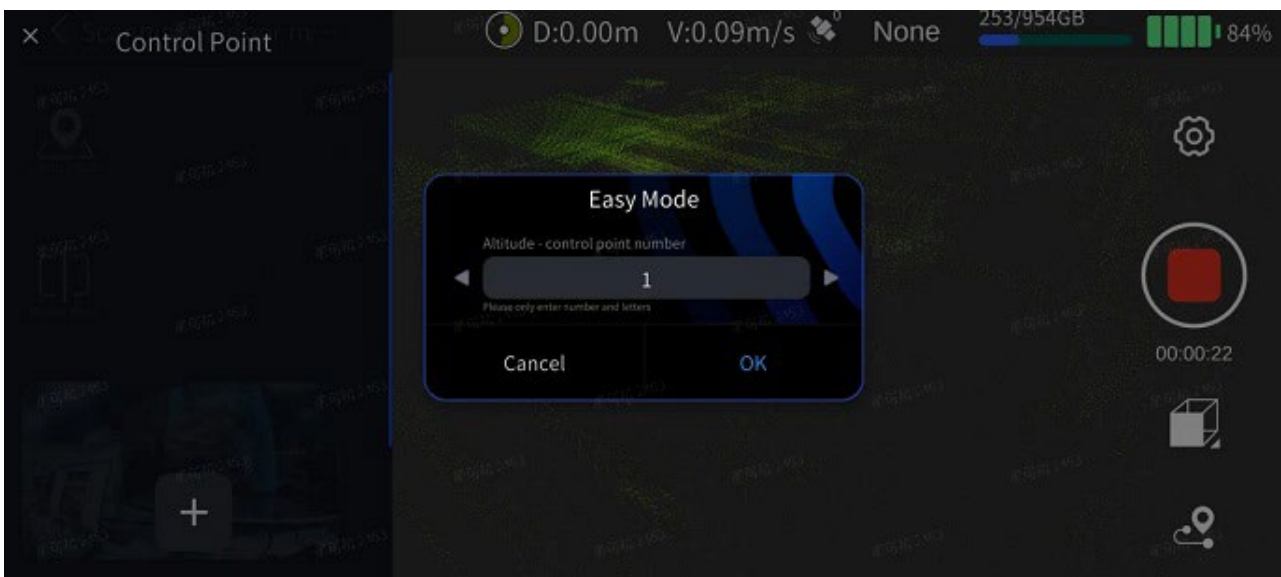 × Control Point
D:0.00m V:0.09m/s 0 None 253/954GB 84%
Easy Mode
Altitude - control point number
1
Please only enter number and letters
Cancel OK
00:00:22